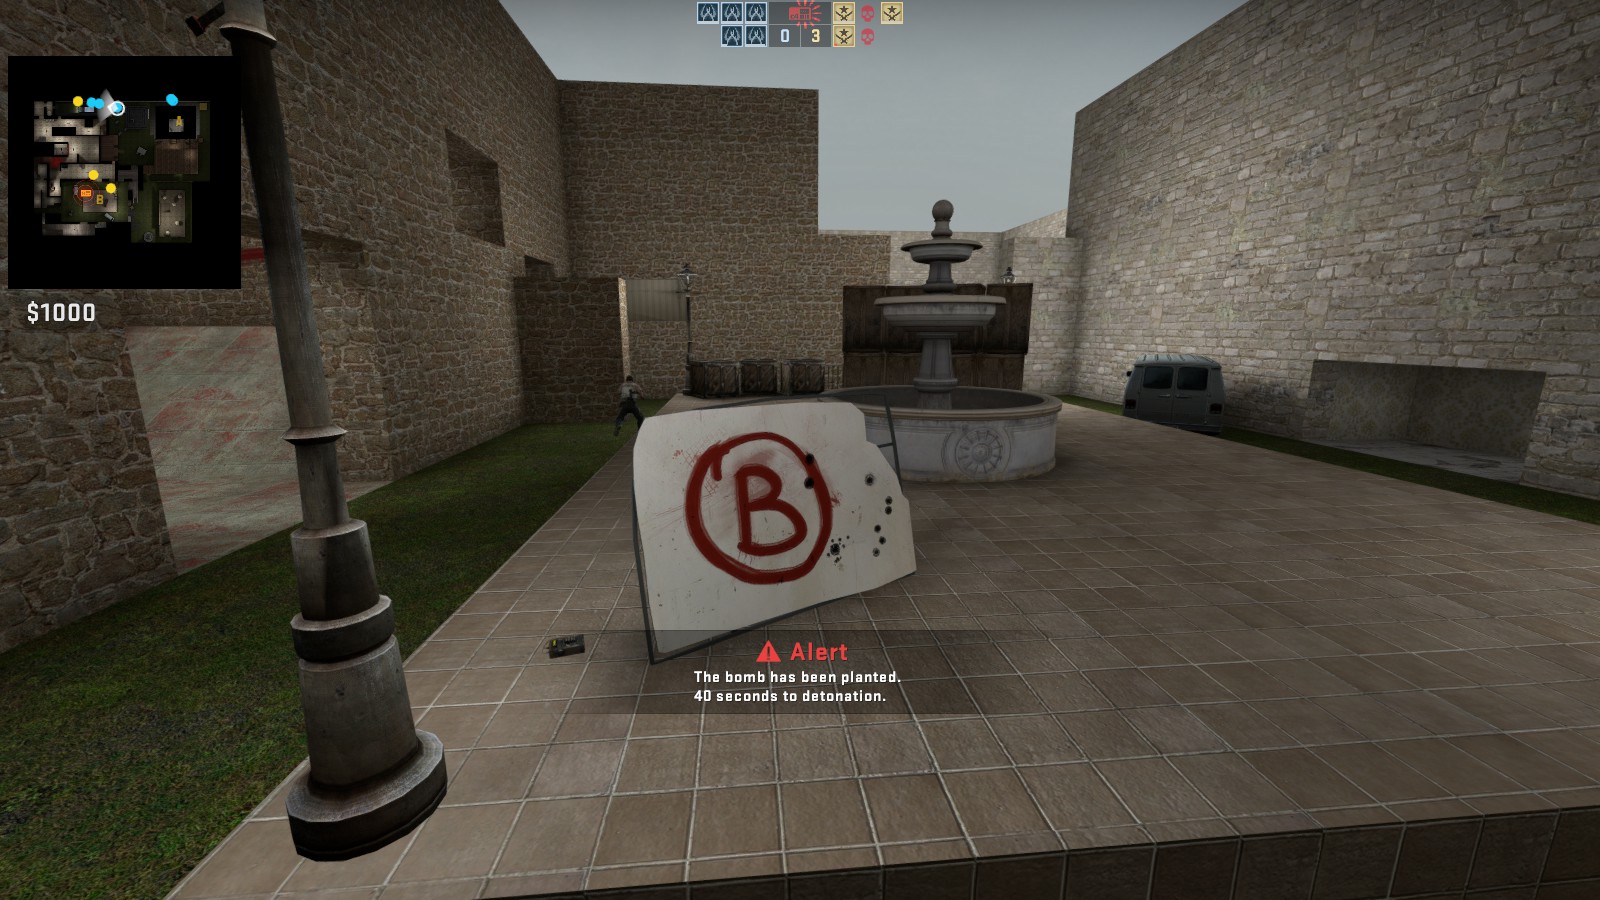 0 3
A
B
$1000
B
Alert
The bomb has been planted.
40 seconds to detonation.